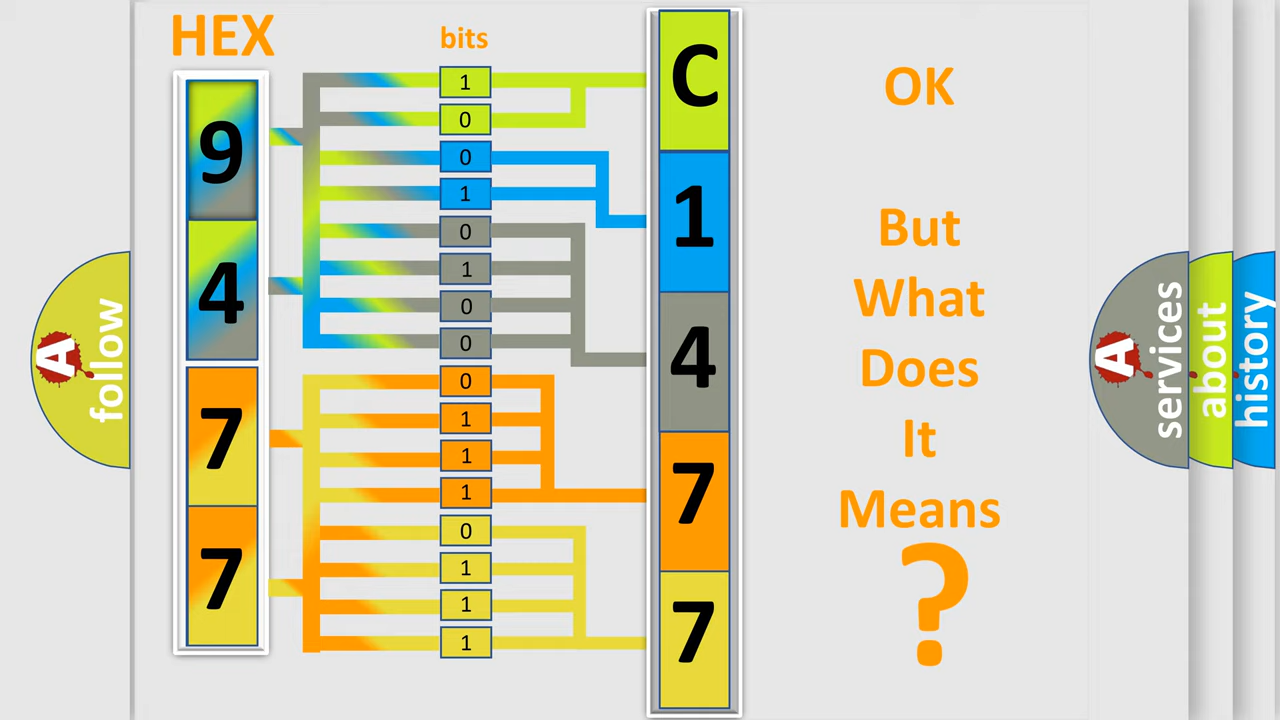 HEX
bits
9
4
7
7
1
0
0
1
0
1
0
0
0
1
1
1
0
1
1
1
C
1
4
7
7
OK
But
What
Does
It
Means
?
A
follow
A
services
about
history